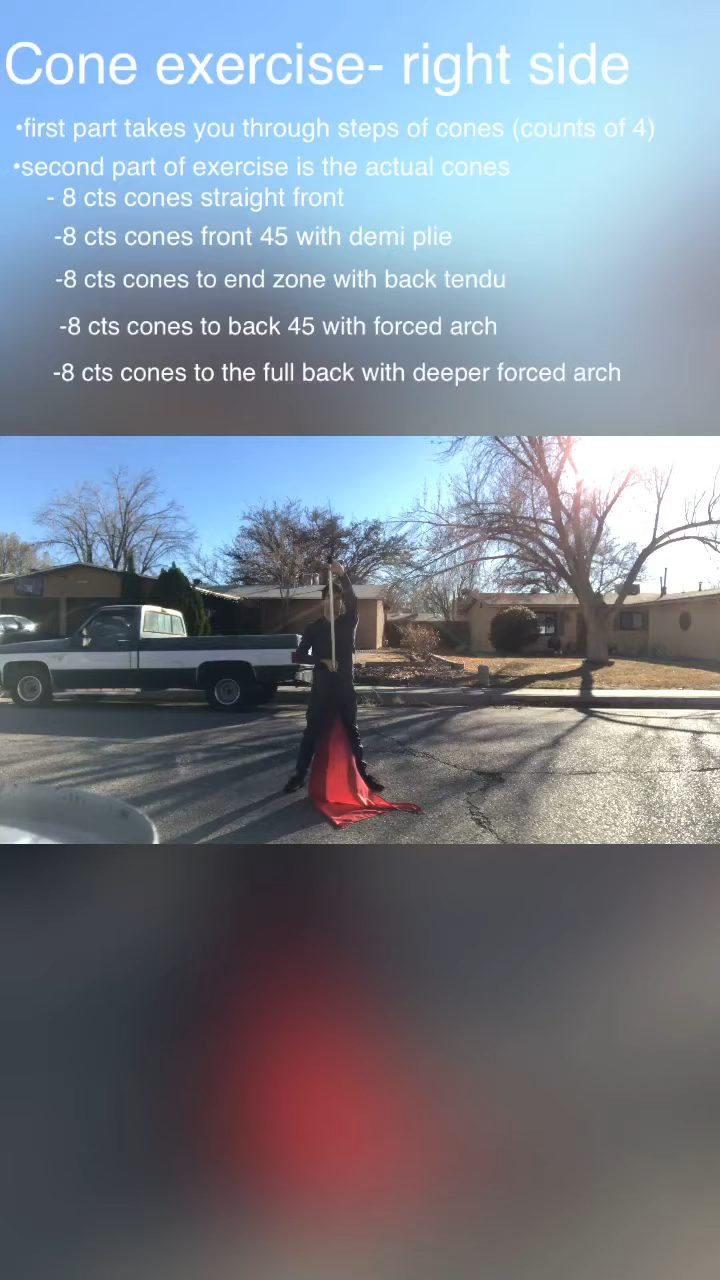 Cone exercise- right side
•first part takes you through steps of cones (counts of 4)
•second part of exercise is the actual cones
- 8 cts cones straight front
-8 cts cones front 45 with demi plie
-8 cts cones to end zone with back tendu
-8 cts cones to back 45 with forced arch
-8 cts cones to the full back with deeper forced arch